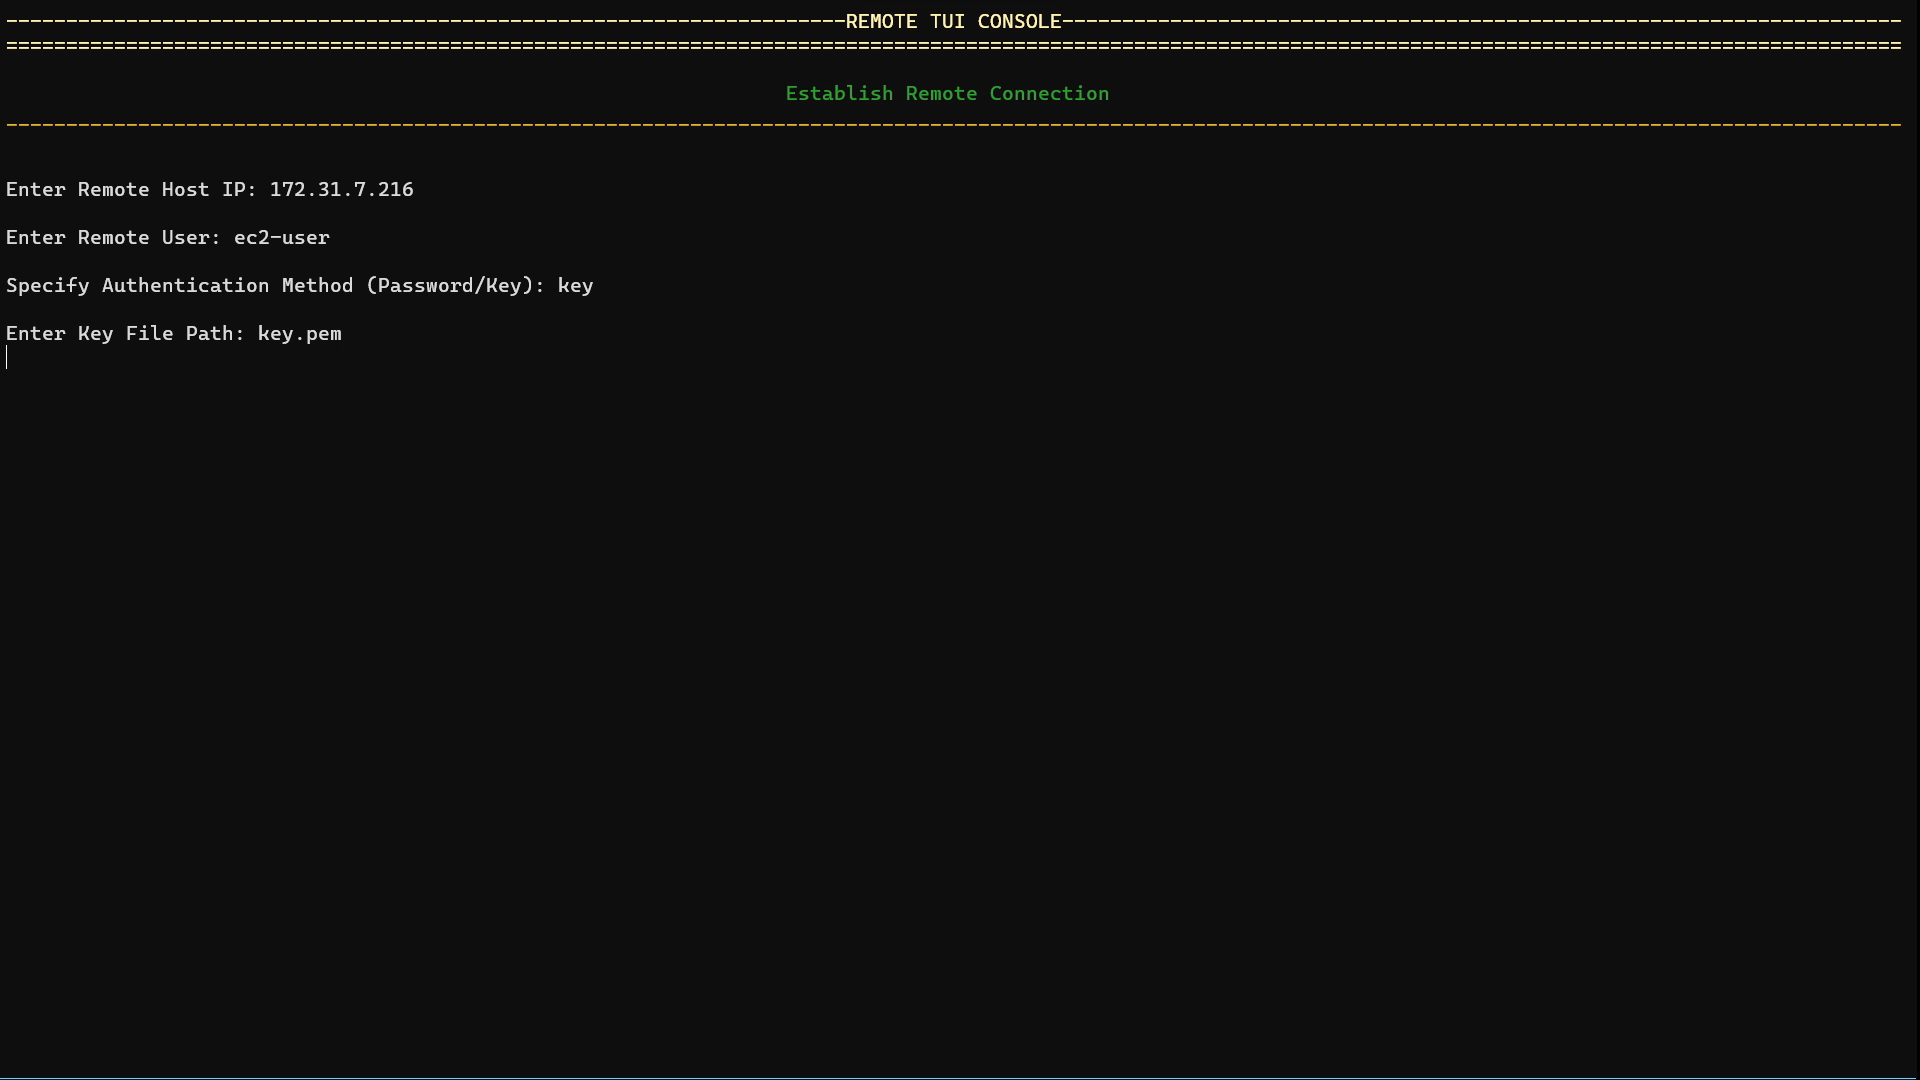 ----------------------------------------------------------------------REMOTE TUI CONSOLE----------------------------------------------------------------------
==============================================================================================================================================================
Establish Remote Connection
--------------------------------------------------------------------------------------------------------------------------------------------------------------
Enter Remote Host IP: 172.31.7.216
Enter Remote User: ec2-user
Specify Authentication Method (Password/Key): key
Enter Key File Path: key.pem